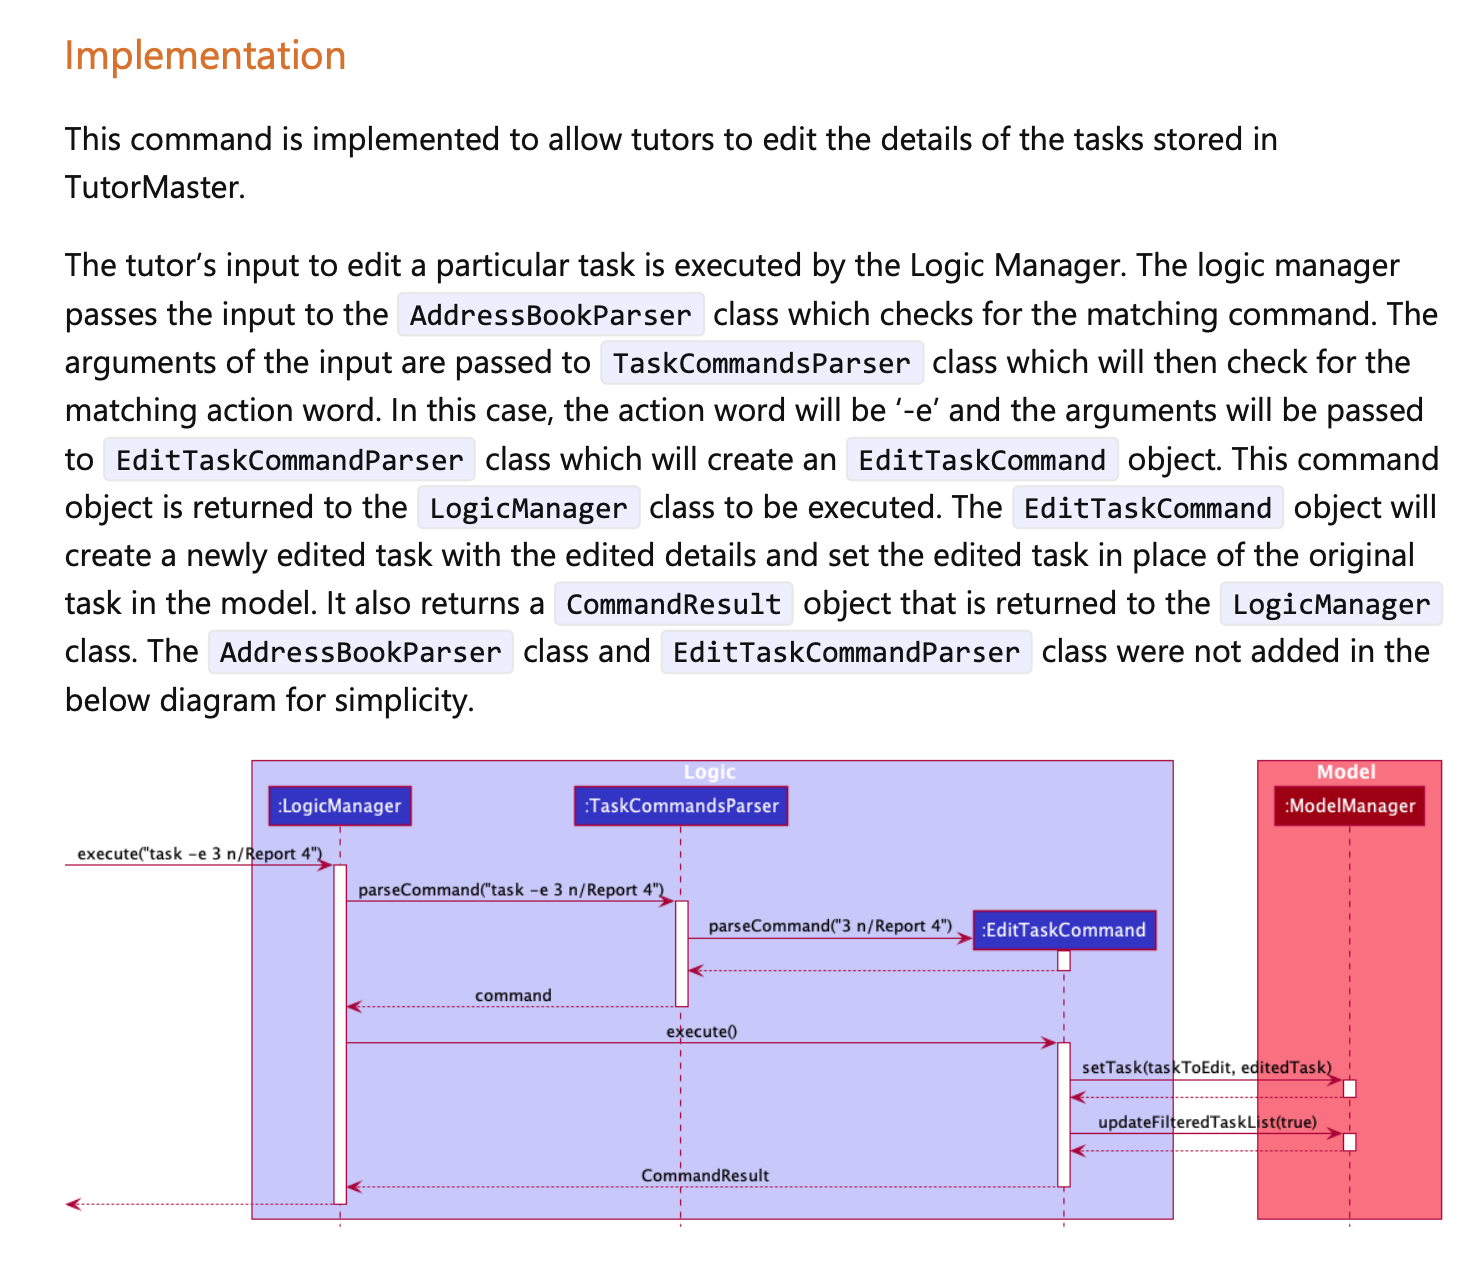 Implementation
This command is implemented to allow tutors to edit the details of the tasks stored in
TutorMaster.
The tutor’s input to edit a particular task is executed by the Logic Manager. The logic manager
passes the input to the AddressBookParser class which checks for the matching command. The
arguments of the input are passed to TaskCommandsParser class which will then check for the
matching action word. In this case, the action word will be ‘-e’ and the arguments will be passed
to EditTaskCommandParser class which will create an EditTaskCommand object. This command
object is returned to the LogicManager class to be executed. The EditTaskCommand object will
create a newly edited task with the edited details and set the edited task in place of the original
task in the model. It also returns a CommandResult object that is returned to the LogicManager
class. The AddressBookParser class and EditTaskCommandParser class were not added in the
below diagram for simplicity.
Logic
Model
:LogicManager
:TaskCommandsParser
:ModelManager
execute("task -e 3 n/Report 4")
parseCommand("task -e 3 n/Report 4")
parseCommand("3 n/Report 4")
:EditTaskCommand
command
execute()
setTask(taskToEdit, editedTask)
updateFilteredTaskList(true)
CommandResult